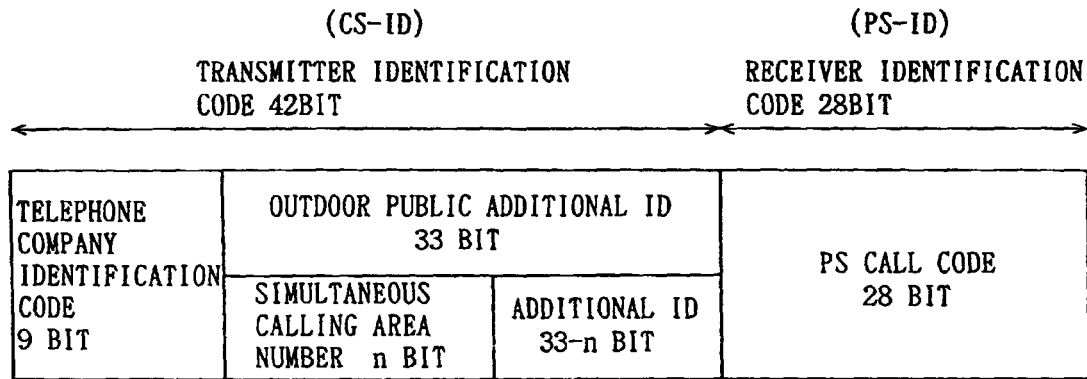 (CS-ID)
(PS-ID)
TRANSMITTER IDENTIFICATION
CODE 42BIT
RECEIVER IDENTIFICATION
CODE 28BIT
TELEPHONE
COMPANY
IDENTIFICATION
CODE
9 BIT
OUTDOOR PUBLIC ADDITIONAL ID
33 BIT
SIMULTANEOUS
CALLING AREA
NUMBER n BIT
ADDITIONAL ID
33-n BIT
PS CALL CODE
28 BIT